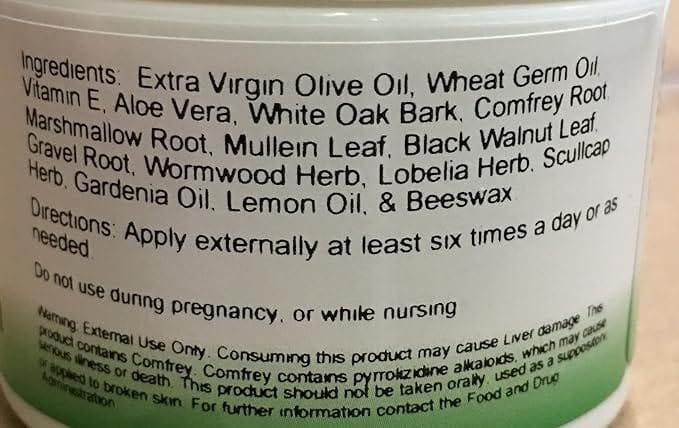 Ingredients: Extra Virgin Olive Oil, Wheat Germ Oil,
Vitamin E, Aloe Vera, White Oak Bark, Comfrey Root,
Marshmallow Root, Mullein Leaf, Black Walnut Leaf,
Gravel Root, Wormwood Herb, Lobelia Herb, Scullcap
Herb, Gardenia Oil, Lemon Oil, & Beeswax
Directions: Apply externally at least six times a day or as
needed
Do not use during pregnancy, or while nursing
Warning: External Use Only. Consuming this product may cause Liver damage. This
product contains Comfrey. Comfrey contains pyrrolizidine alkaloids, which may cause
serious illness or death. This product should not be taken orally, used as a suppository,
or applied to broken skin. For further information contact the Food and Drug
Administration